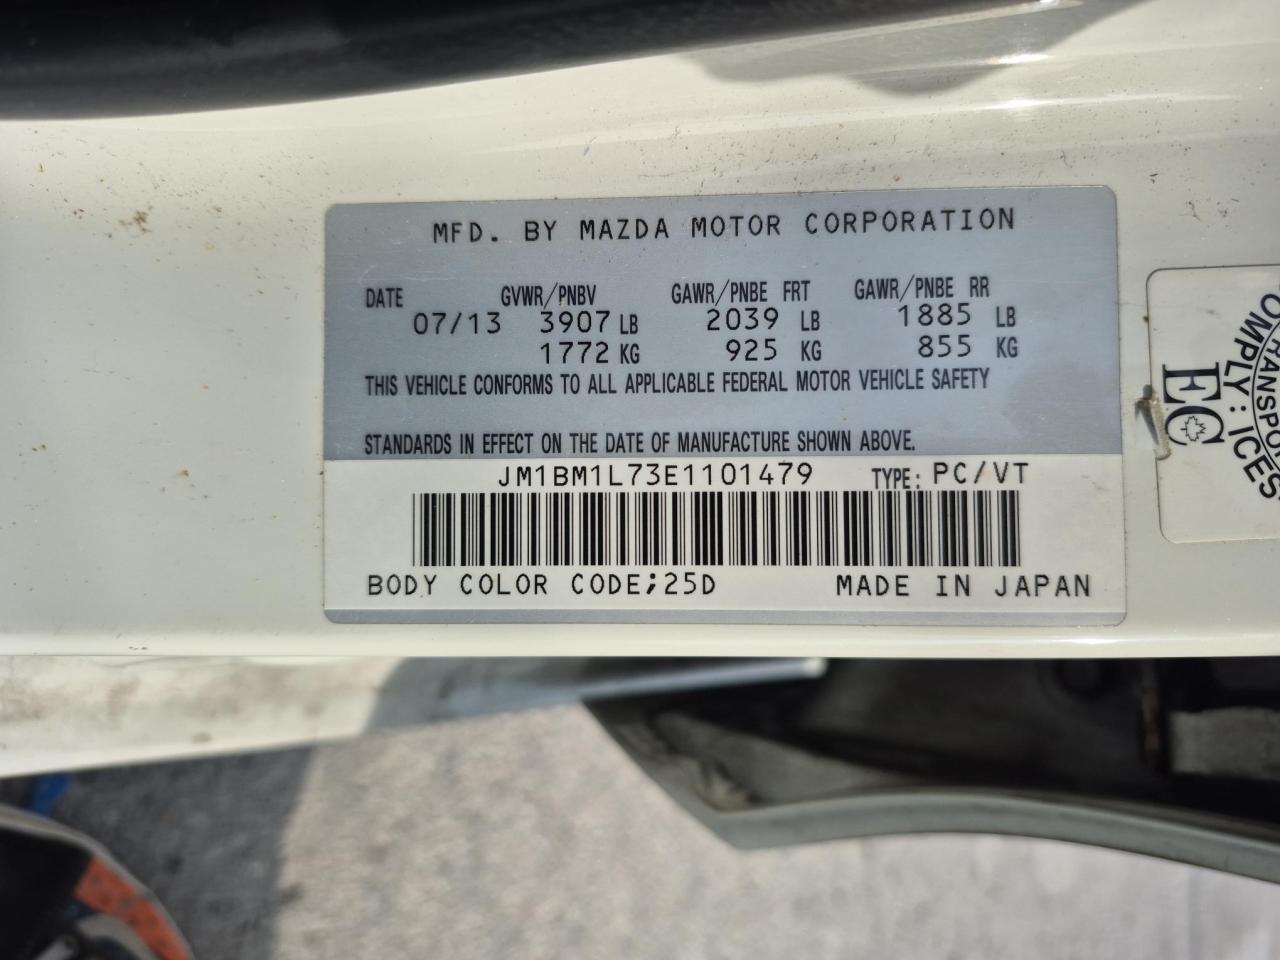 MFD. BY MAZDA MOTOR CORPORATION
DATE GVWR/PNBV GAWR/PNBE FRT GAWR/PNBE RR
07/13 3907 LB 2039 LB 1885 LB
1772 KG 925 KG 855 KG
THIS VEHICLE CONFORMS TO ALL APPLICABLE FEDERAL MOTOR VEHICLE SAFETY
STANDARDS IN EFFECT ON THE DATE OF MANUFACTURE SHOWN ABOVE.
JM1BM1L73E1101479 TYPE: PC/VT
BODY COLOR CODE;25D MADE IN JAPAN
EC